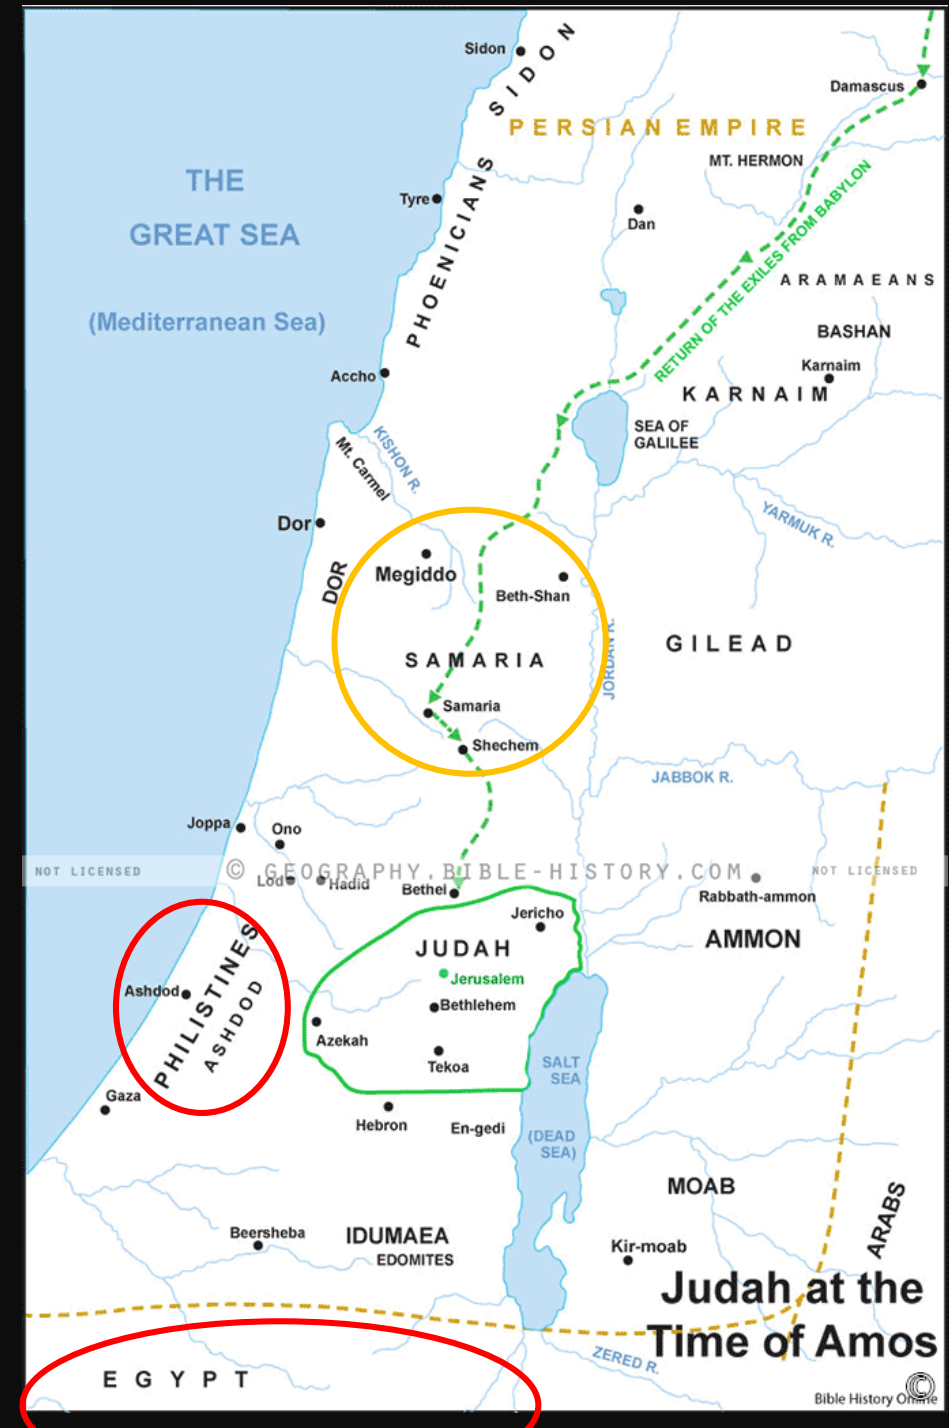 Sidon
SIDON
Damascus
PERSIAN EMPIRE
MT. HERMON
THE
GREAT SEA
Tyre
PHOENICIANS
Dan
RETURN OF THE EXILES FROM BABYLON
ARAMAEANS
(Mediterranean Sea)
BASHAN
Karnaim
Accho
KARNAIM
SEA OF
GALILEE
KISHON R.
Mt. Carmel
YARMUK R.
Dor
DOR
Megiddo
Beth-Shan
JORDAN R.
GILEAD
SAMARIA
Samaria
Shechem
JABBOK R.
Joppa
Ono
NOT LICENSED
© GEOGRAPHY.BIBLE-HISTORY.COM
NOT LICENSED
Lod
Hadid
Bethel
Rabbath-ammon
Jericho
JUDAH
AMMON
PHILISTINES
ASHDOD
Ashdod
Jerusalem
Bethlehem
Azekah
Tekoa
SALT
SEA
Gaza
Hebron
En-gedi
(DEAD
SEA)
MOAB
ARABS
Beersheba
IDUMAEA
EDOMITES
Kir-moab
Judah at the
Time of Amos
ZERED R.
EGYPT
Bible History Online
©